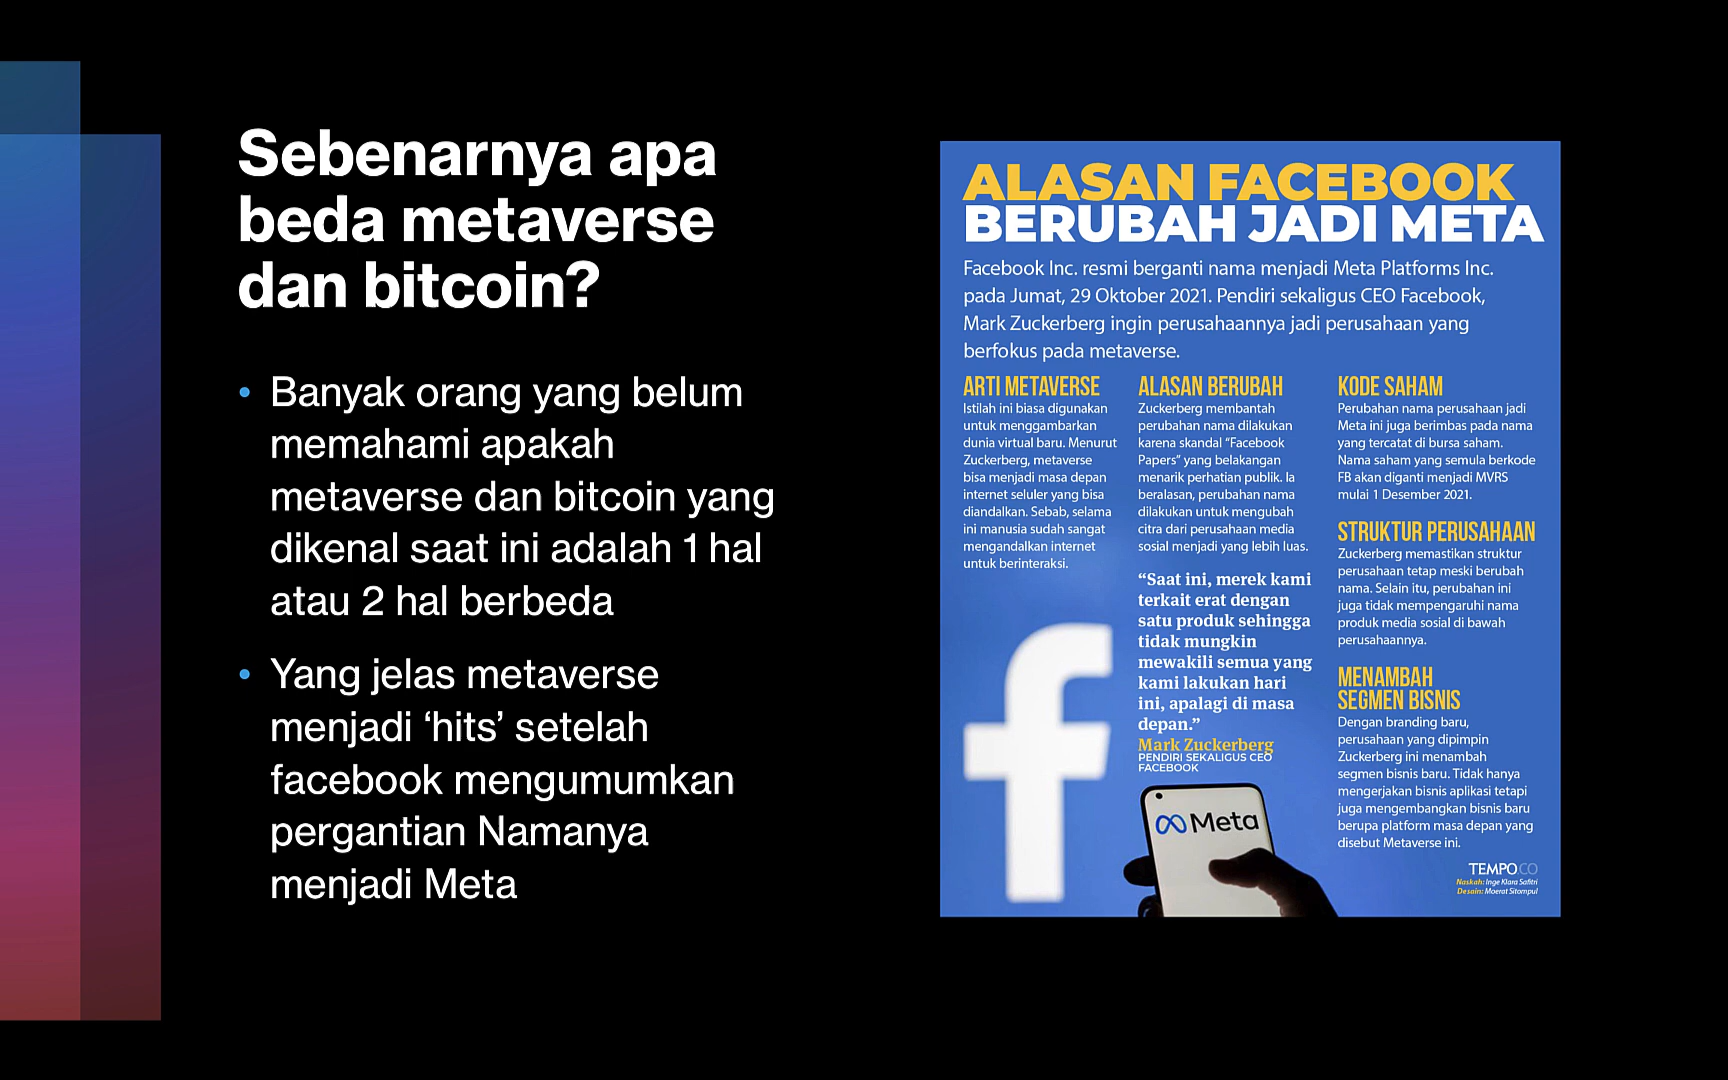 Sebenarnya apa
beda metaverse
dan bitcoin?
• Banyak orang yang belum
memahami apakah
metaverse dan bitcoin yang
dikenal saat ini adalah 1 hal
atau 2 hal berbeda
• Yang jelas metaverse
menjadi ‘hits’ setelah
facebook mengumumkan
pergantian Namanya
menjadi Meta
ALASAN FACEBOOK
BERUBAH JADI META
Facebook Inc. resmi berganti nama menjadi Meta Platforms Inc.
pada Jumat, 29 Oktober 2021. Pendiri sekaligus CEO Facebook,
Mark Zuckerberg ingin perusahaannya jadi perusahaan yang
berfokus pada metaverse.
ARTI METAVERSE
Istilah ini biasa digunakan
untuk menggambarkan
dunia virtual baru. Menurut
Zuckerberg, metaverse
bisa menjadi masa depan
internet seluler yang bisa
diandalkan. Sebab, selama
ini manusia sudah sangat
mengandalkan internet
untuk berinteraksi.
ALASAN BERUBAH
Zuckerberg membantah
perubahan nama dilakukan
karena skandal “Facebook
Papers” yang belakangan
menarik perhatian publik. Ia
beralasan, perubahan nama
dilakukan untuk mengubah
citra dari perusahaan media
sosial menjadi yang lebih luas.
“Saat ini, merek kami
terkait erat dengan
satu produk sehingga
tidak mungkin
mewakili semua yang
kami lakukan hari
ini, apalagi di masa
depan.”
Mark Zuckerberg
PENDIRI SEKALIGUS CEO
FACEBOOK
KODE SAHAM
Perubahan nama perusahaan jadi
Meta ini juga berimbas pada nama
yang tercatat di bursa saham.
Nama saham yang semula berkode
FB akan diganti menjadi MVRS
mulai 1 Desember 2021.
STRUKTUR PERUSAHAAN
Zuckerberg memastikan struktur
perusahaan tetap meski berubah
nama. Selain itu, perubahan ini
juga tidak mempengaruhi nama
produk media sosial di bawah
perusahaannya.
MENAMBAH
SEGMEN BISNIS
Dengan branding baru,
perusahaan yang dipimpin
Zuckerberg ini menambah
segmen bisnis baru. Tidak hanya
mengerjakan bisnis aplikasi tetapi
juga mengembangkan bisnis baru
berupa platform masa depan yang
disebut Metaverse ini.
f
Meta
TEMPO.CO
Naskah: Inge Klara Safitri
Desain: Moerat Sitompul